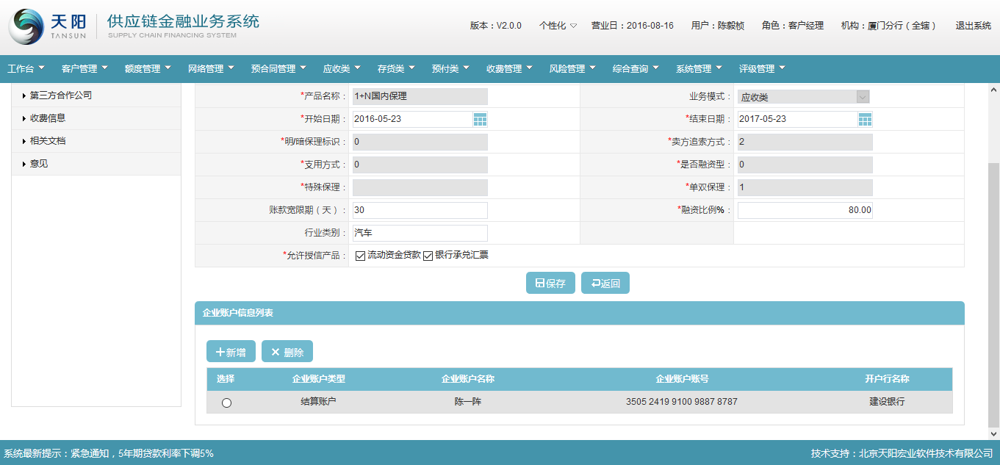 天阳 TANSUN 供应链金融业务系统 SUPPLY CHAIN FINANCING SYSTEM
版本：V2.0.0 个性化 营业日：2016-08-16 用户：陈毅桢 角色：客户经理 机构：厦门分行（全辖） 退出系统
工作台 客户管理 额度管理 网络管理 预合同管理 应收类 存货类 预付类 收费管理 风险管理 综合查询 系统管理 评级管理
第三方合作公司
收费信息
相关文档
意见
*产品名称： 1+N国内保理 业务模式： 应收类
*开始日期： 2016-05-23 *结束日期： 2017-05-23
*明/暗保理标识： 0 *卖方追索方式： 2
*支用方式： 0 *是否融资型： 0
*特殊保理： *单双保理： 1
账款宽限期（天）： 30 *融资比例%： 80.00
行业类别： 汽车
*允许授信产品： 流动资金贷款 银行承兑汇票
保存 返回
企业账户信息列表
新增 删除
选择 企业账户类型 企业账户名称 企业账户账号 开户行名称
结算账户 陈一阵 3505 2419 9100 9887 8787 建设银行
系统最新提示：紧急通知，5年期贷款利率下调5% 技术支持：北京天阳宏业软件技术有限公司